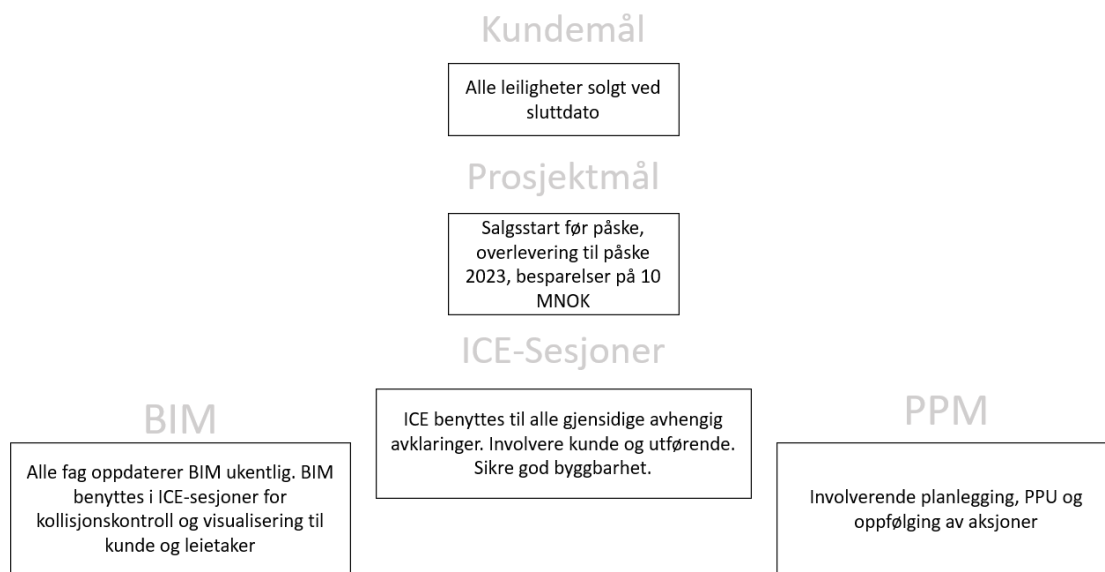 Kundemål
Alle leiligheter solgt ved
sluttdato
Prosjektmål
Salgsstart før påske,
overlevering til påske
2023, besparelser på 10
MNOK
ICE-Sesjoner
ICE benyttes til alle gjensidige avhengig
avklaringer. Involvere kunde og utførende.
Sikre god byggbarhet.
BIM
Alle fag oppdaterer BIM ukentlig. BIM
benyttes i ICE-sesjoner for
kollisjonskontroll og visualisering til
kunde og leietaker
PPM
Involverende planlegging, PPU og
oppfølging av aksjoner